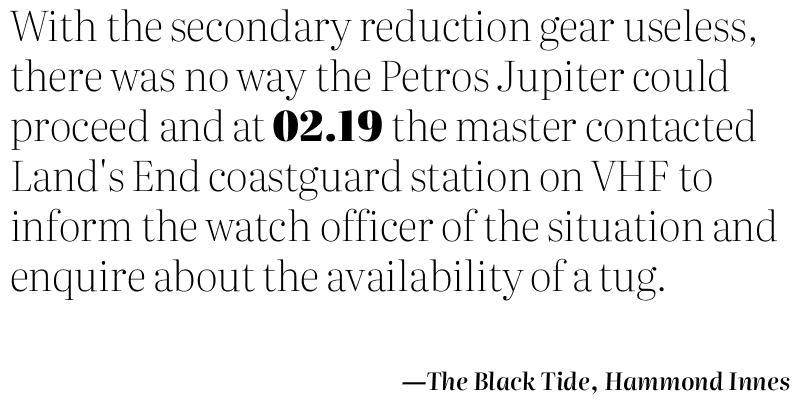 With the secondary reduction gear useless,
there was no way the Petros Jupiter could
proceed and at 02.19 the master contacted
Land's End coastguard station on VHF to
inform the watch officer of the situation and
enquire about the availability of a tug.
—The Black Tide, Hammond Innes